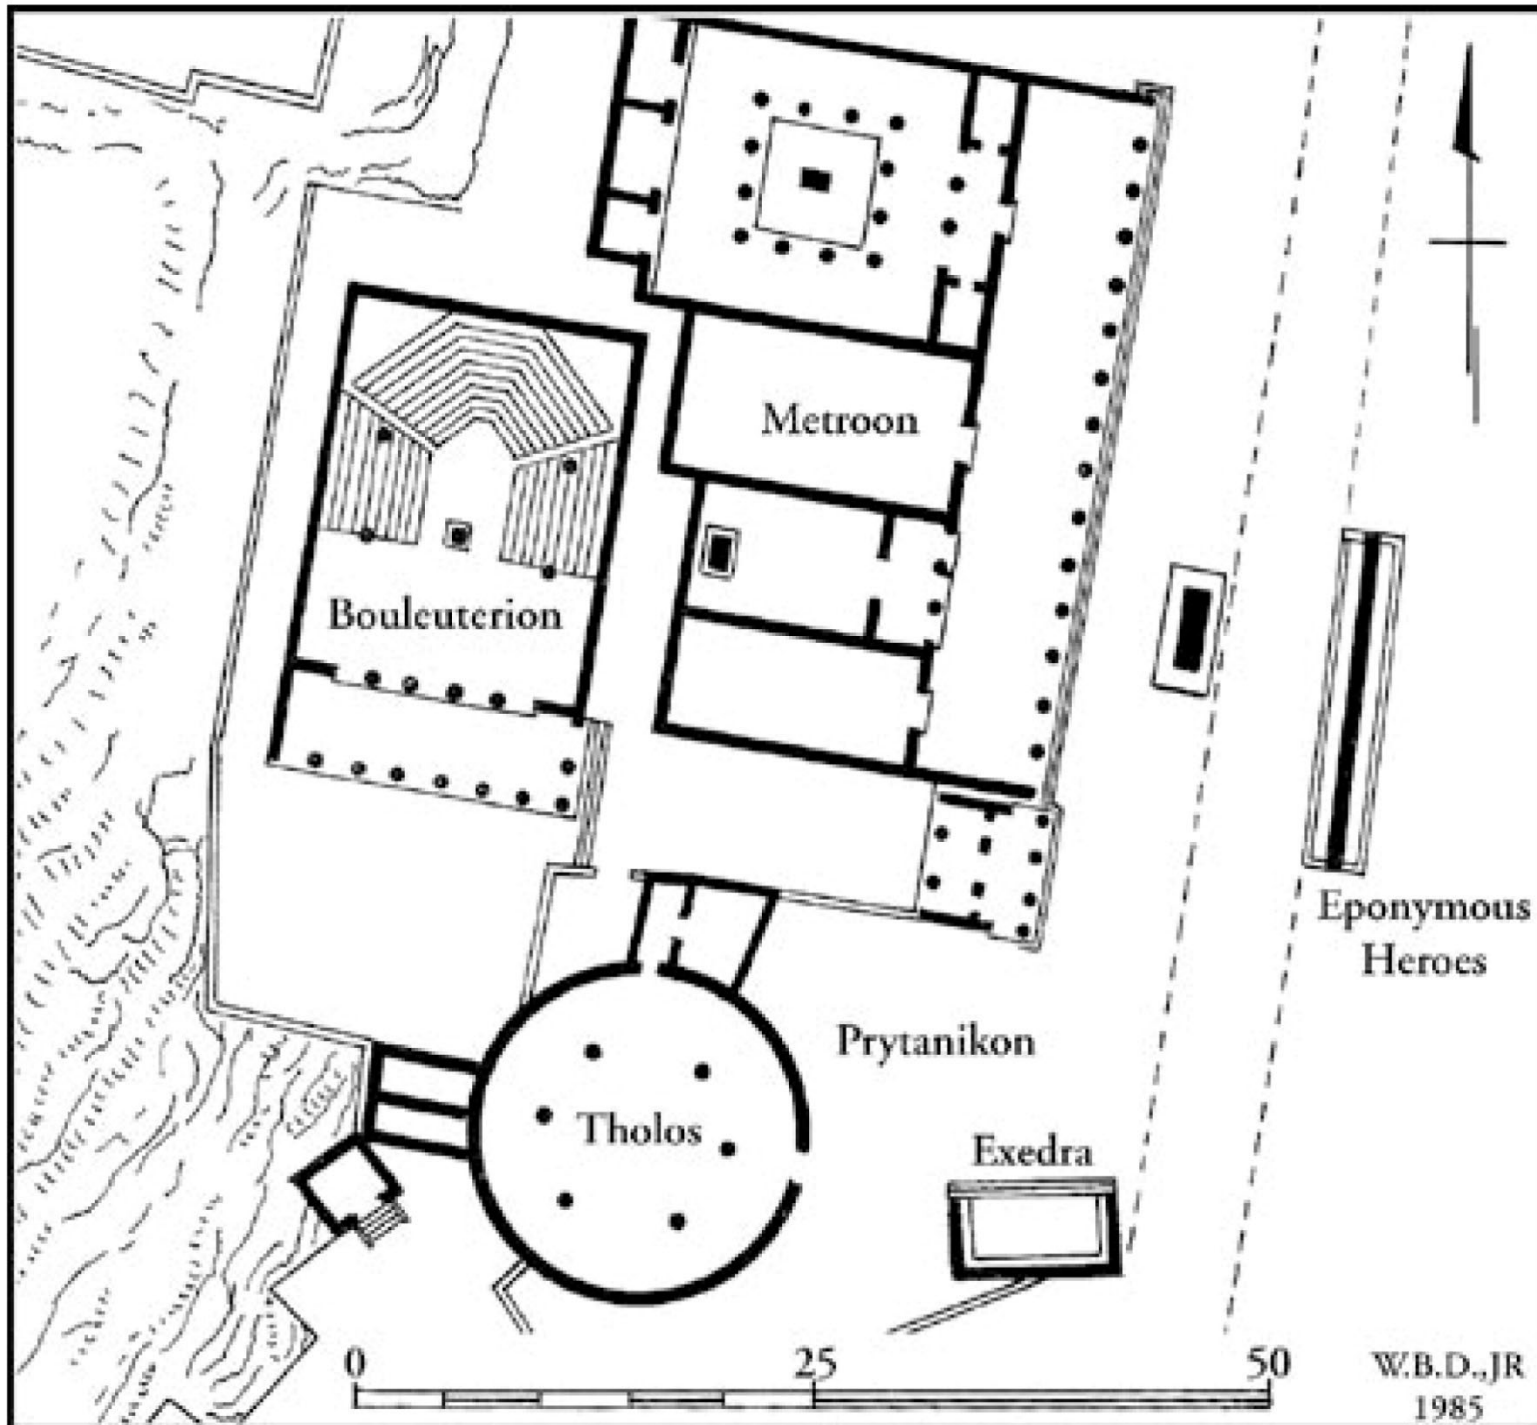 Metroon
Bouleuterion
Eponymous
Heroes
Prytanikon
Tholos
Exedra
0 25 50
W.B.D.,JR
1985